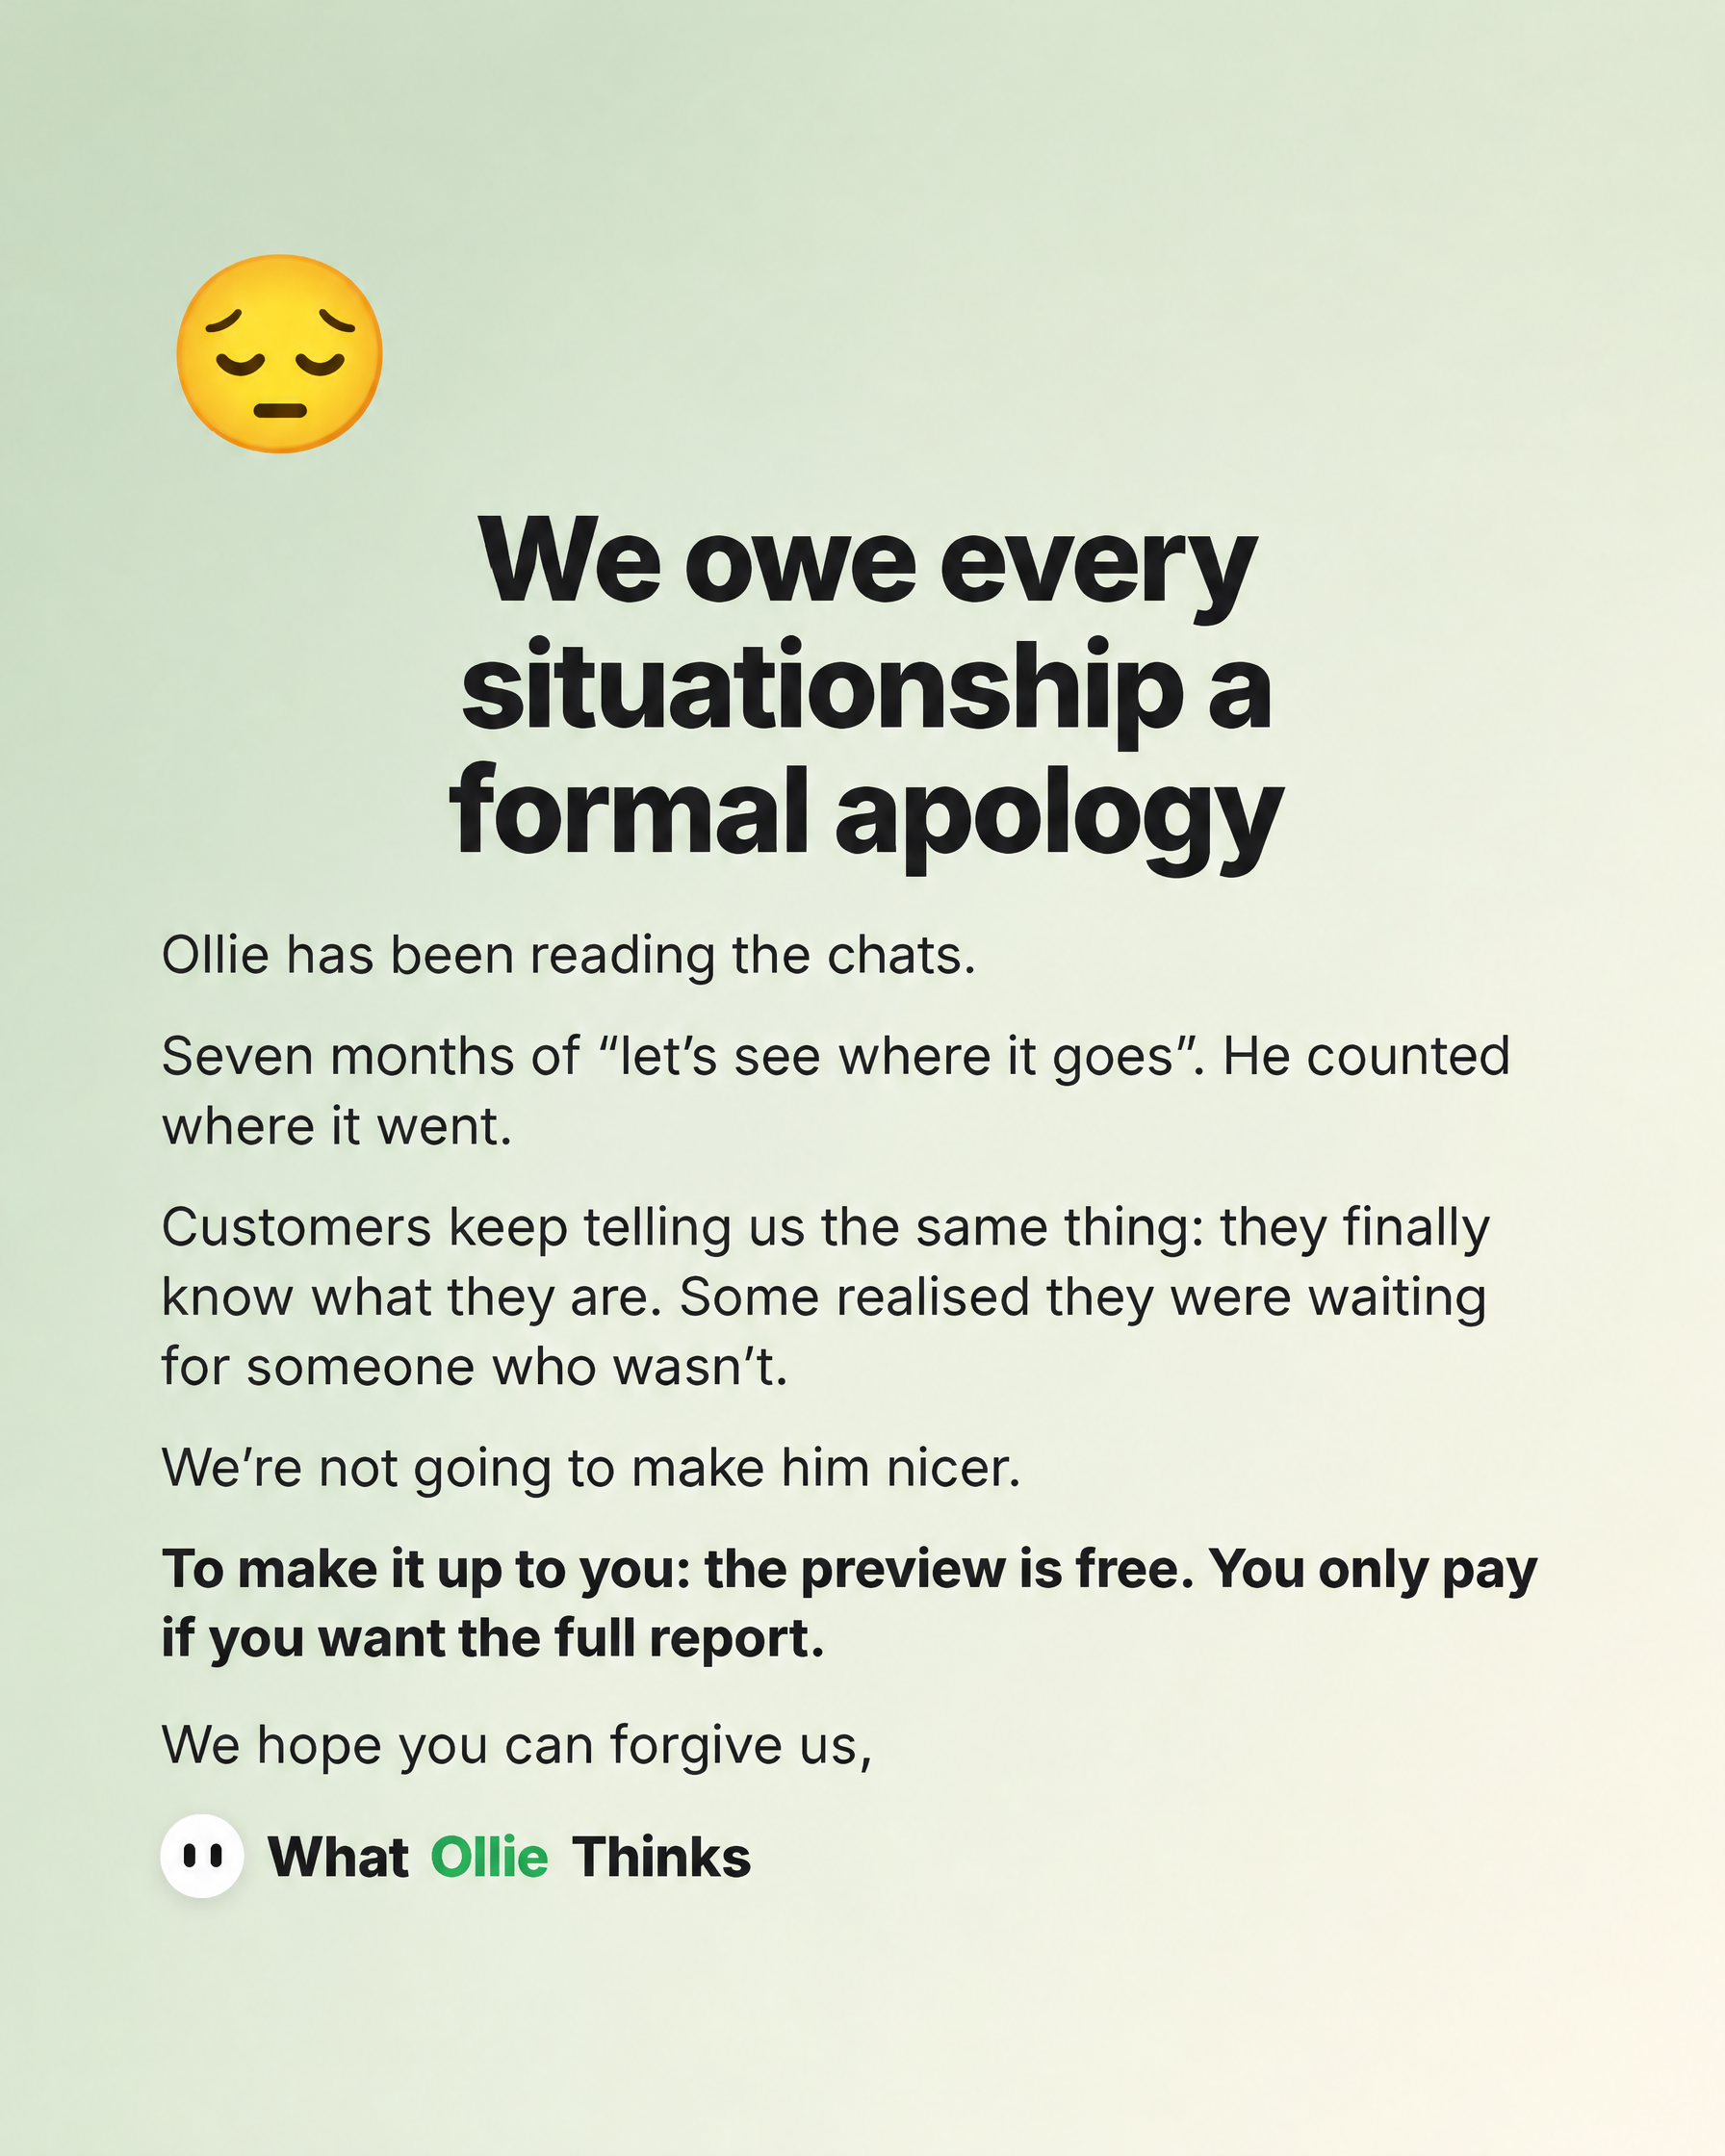 We owe every
situationship a
formal apology
Ollie has been reading the chats.
Seven months of “let’s see where it goes”. He counted
where it went.
Customers keep telling us the same thing: they finally
know what they are. Some realised they were waiting
for someone who wasn’t.
We’re not going to make him nicer.
To make it up to you: the preview is free. You only pay
if you want the full report.
We hope you can forgive us,
What Ollie Thinks